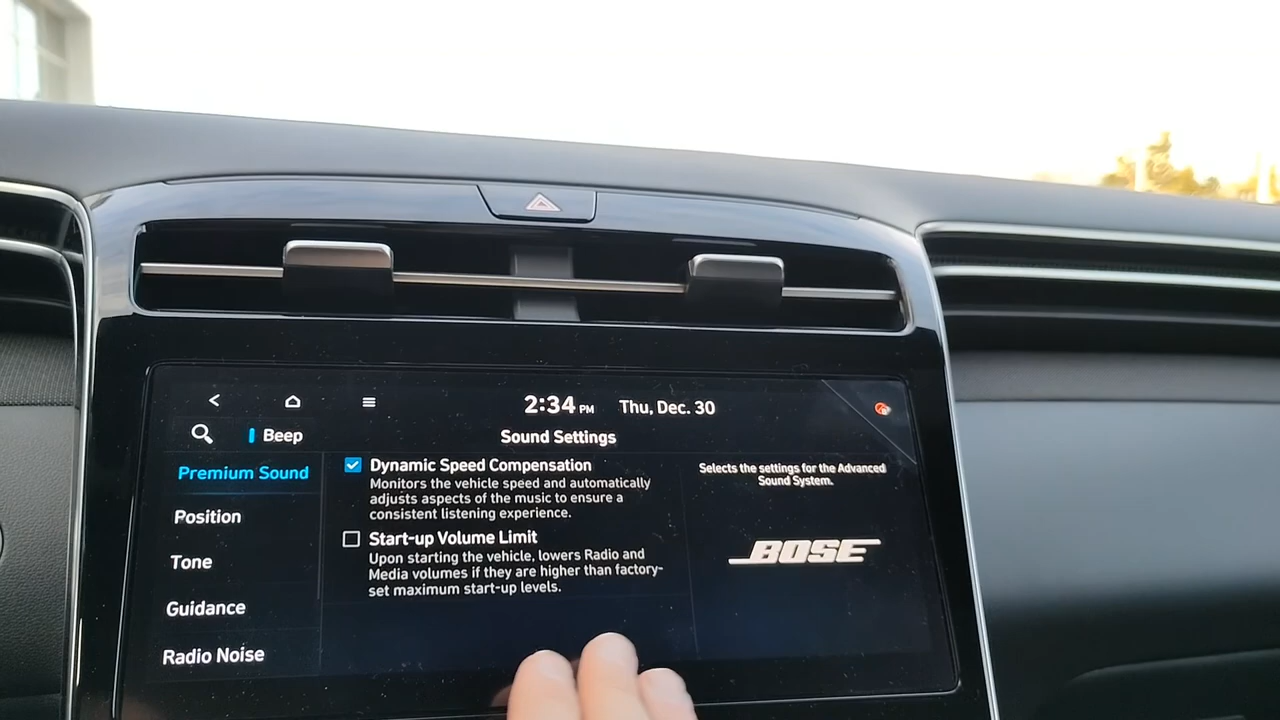 2:34 PM Thu, Dec. 30
Beep
Sound Settings
Premium Sound
Position
Tone
Guidance
Radio Noise
Dynamic Speed Compensation
Monitors the vehicle speed and automatically
adjusts aspects of the music to ensure a
consistent listening experience.
Start-up Volume Limit
Upon starting the vehicle, lowers Radio and
Media volumes if they are higher than factory-
set maximum start-up levels.
Selects the settings for the Advanced
Sound System.
BOSE